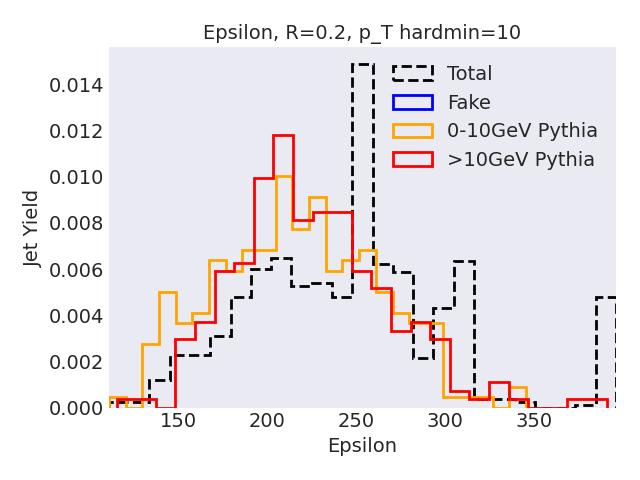 Epsilon, R=0.2, p_T hardmin=10
Total
Fake
0-10GeV Pythia
>10GeV Pythia
Jet Yield
0.014
0.012
0.010
0.008
0.006
0.004
0.002
0.000
150 200 250 300 350
Epsilon